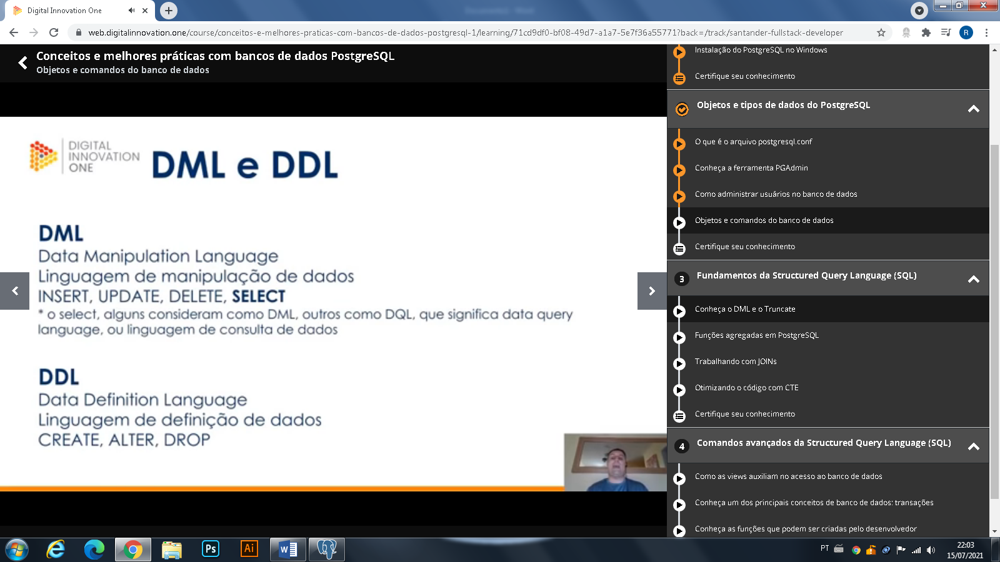 Digital Innovation One
web.digitalinnovation.one/course/conceitos-e-melhores-praticas-com-bancos-de-dados-postgresql-1/learning/71cd9df0-bf08-49d7-a1a7-5e7f36a55771?back=/track/santander-fullstack-developer
R
Conceitos e melhores práticas com bancos de dados PostgreSQL
Objetos e comandos do banco de dados
DIGITAL
INNOVATION
ONE
DML e DDL
DML
Data Manipulation Language
Linguagem de manipulação de dados
INSERT, UPDATE, DELETE, SELECT
* o select, alguns consideram como DML, outros como DQL, que significa data query
language, ou linguagem de consulta de dados
DDL
Data Definition Language
Linguagem de definição de dados
CREATE, ALTER, DROP
Instalação do PostgreSQL no Windows
Certifique seu conhecimento
Objetos e tipos de dados do PostgreSQL
O que é o arquivo postgresql.conf
Conheça a ferramenta PGAdmin
Como administrar usuários no banco de dados
Objetos e comandos do banco de dados
Certifique seu conhecimento
3 Fundamentos da Structured Query Language (SQL)
Conheça o DML e o Truncate
Funções agregadas em PostgreSQL
Trabalhando com JOINs
Otimizando o código com CTE
Certifique seu conhecimento
4 Comandos avançados da Structured Query Language (SQL)
Como as views auxiliam no acesso ao banco de dados
Conheça um dos principais conceitos de banco de dados: transações
Conheça as funções que podem ser criadas pelo desenvolvedor
Ps
Ai
W
PT
22:03
15/07/2021